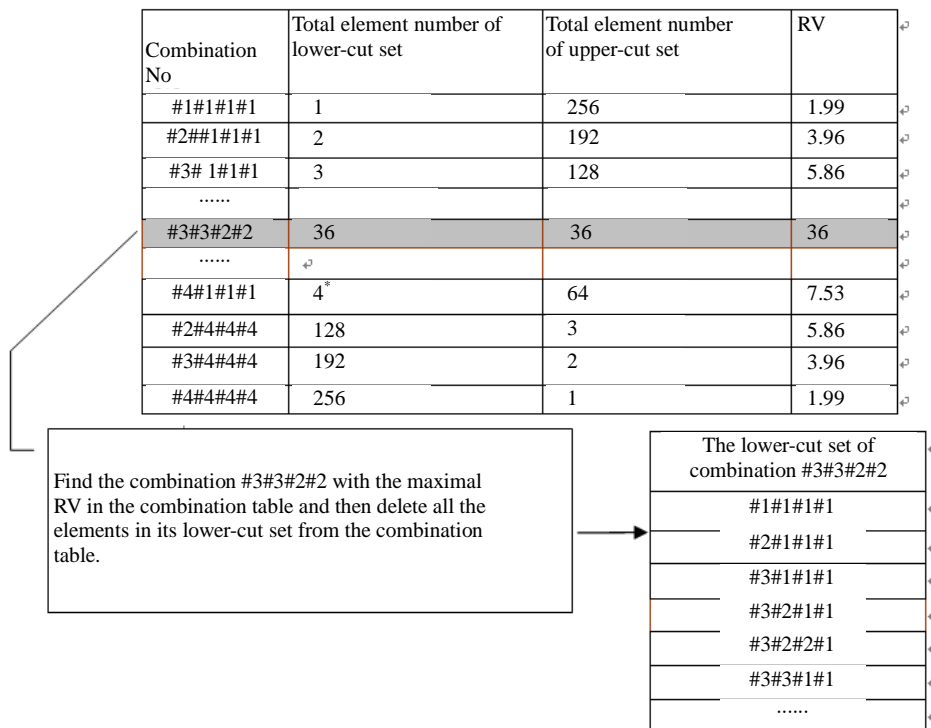 Combination No
Total element number of lower-cut set
Total element number of upper-cut set
RV
#1#1#1#1 1 256 1.99
#2##1#1#1 2 192 3.96
#3# 1#1#1 3 128 5.86
......
#3#3#2#2 36 36 36
......
#4#1#1#1 4* 64 7.53
#2#4#4#4 128 3 5.86
#3#4#4#4 192 2 3.96
#4#4#4#4 256 1 1.99
Find the combination #3#3#2#2 with the maximal
RV in the combination table and then delete all the
elements in its lower-cut set from the combination
table.
The lower-cut set of
combination #3#3#2#2
#1#1#1#1
#2#1#1#1
#3#1#1#1
#3#2#1#1
#3#2#2#1
#3#3#1#1
......